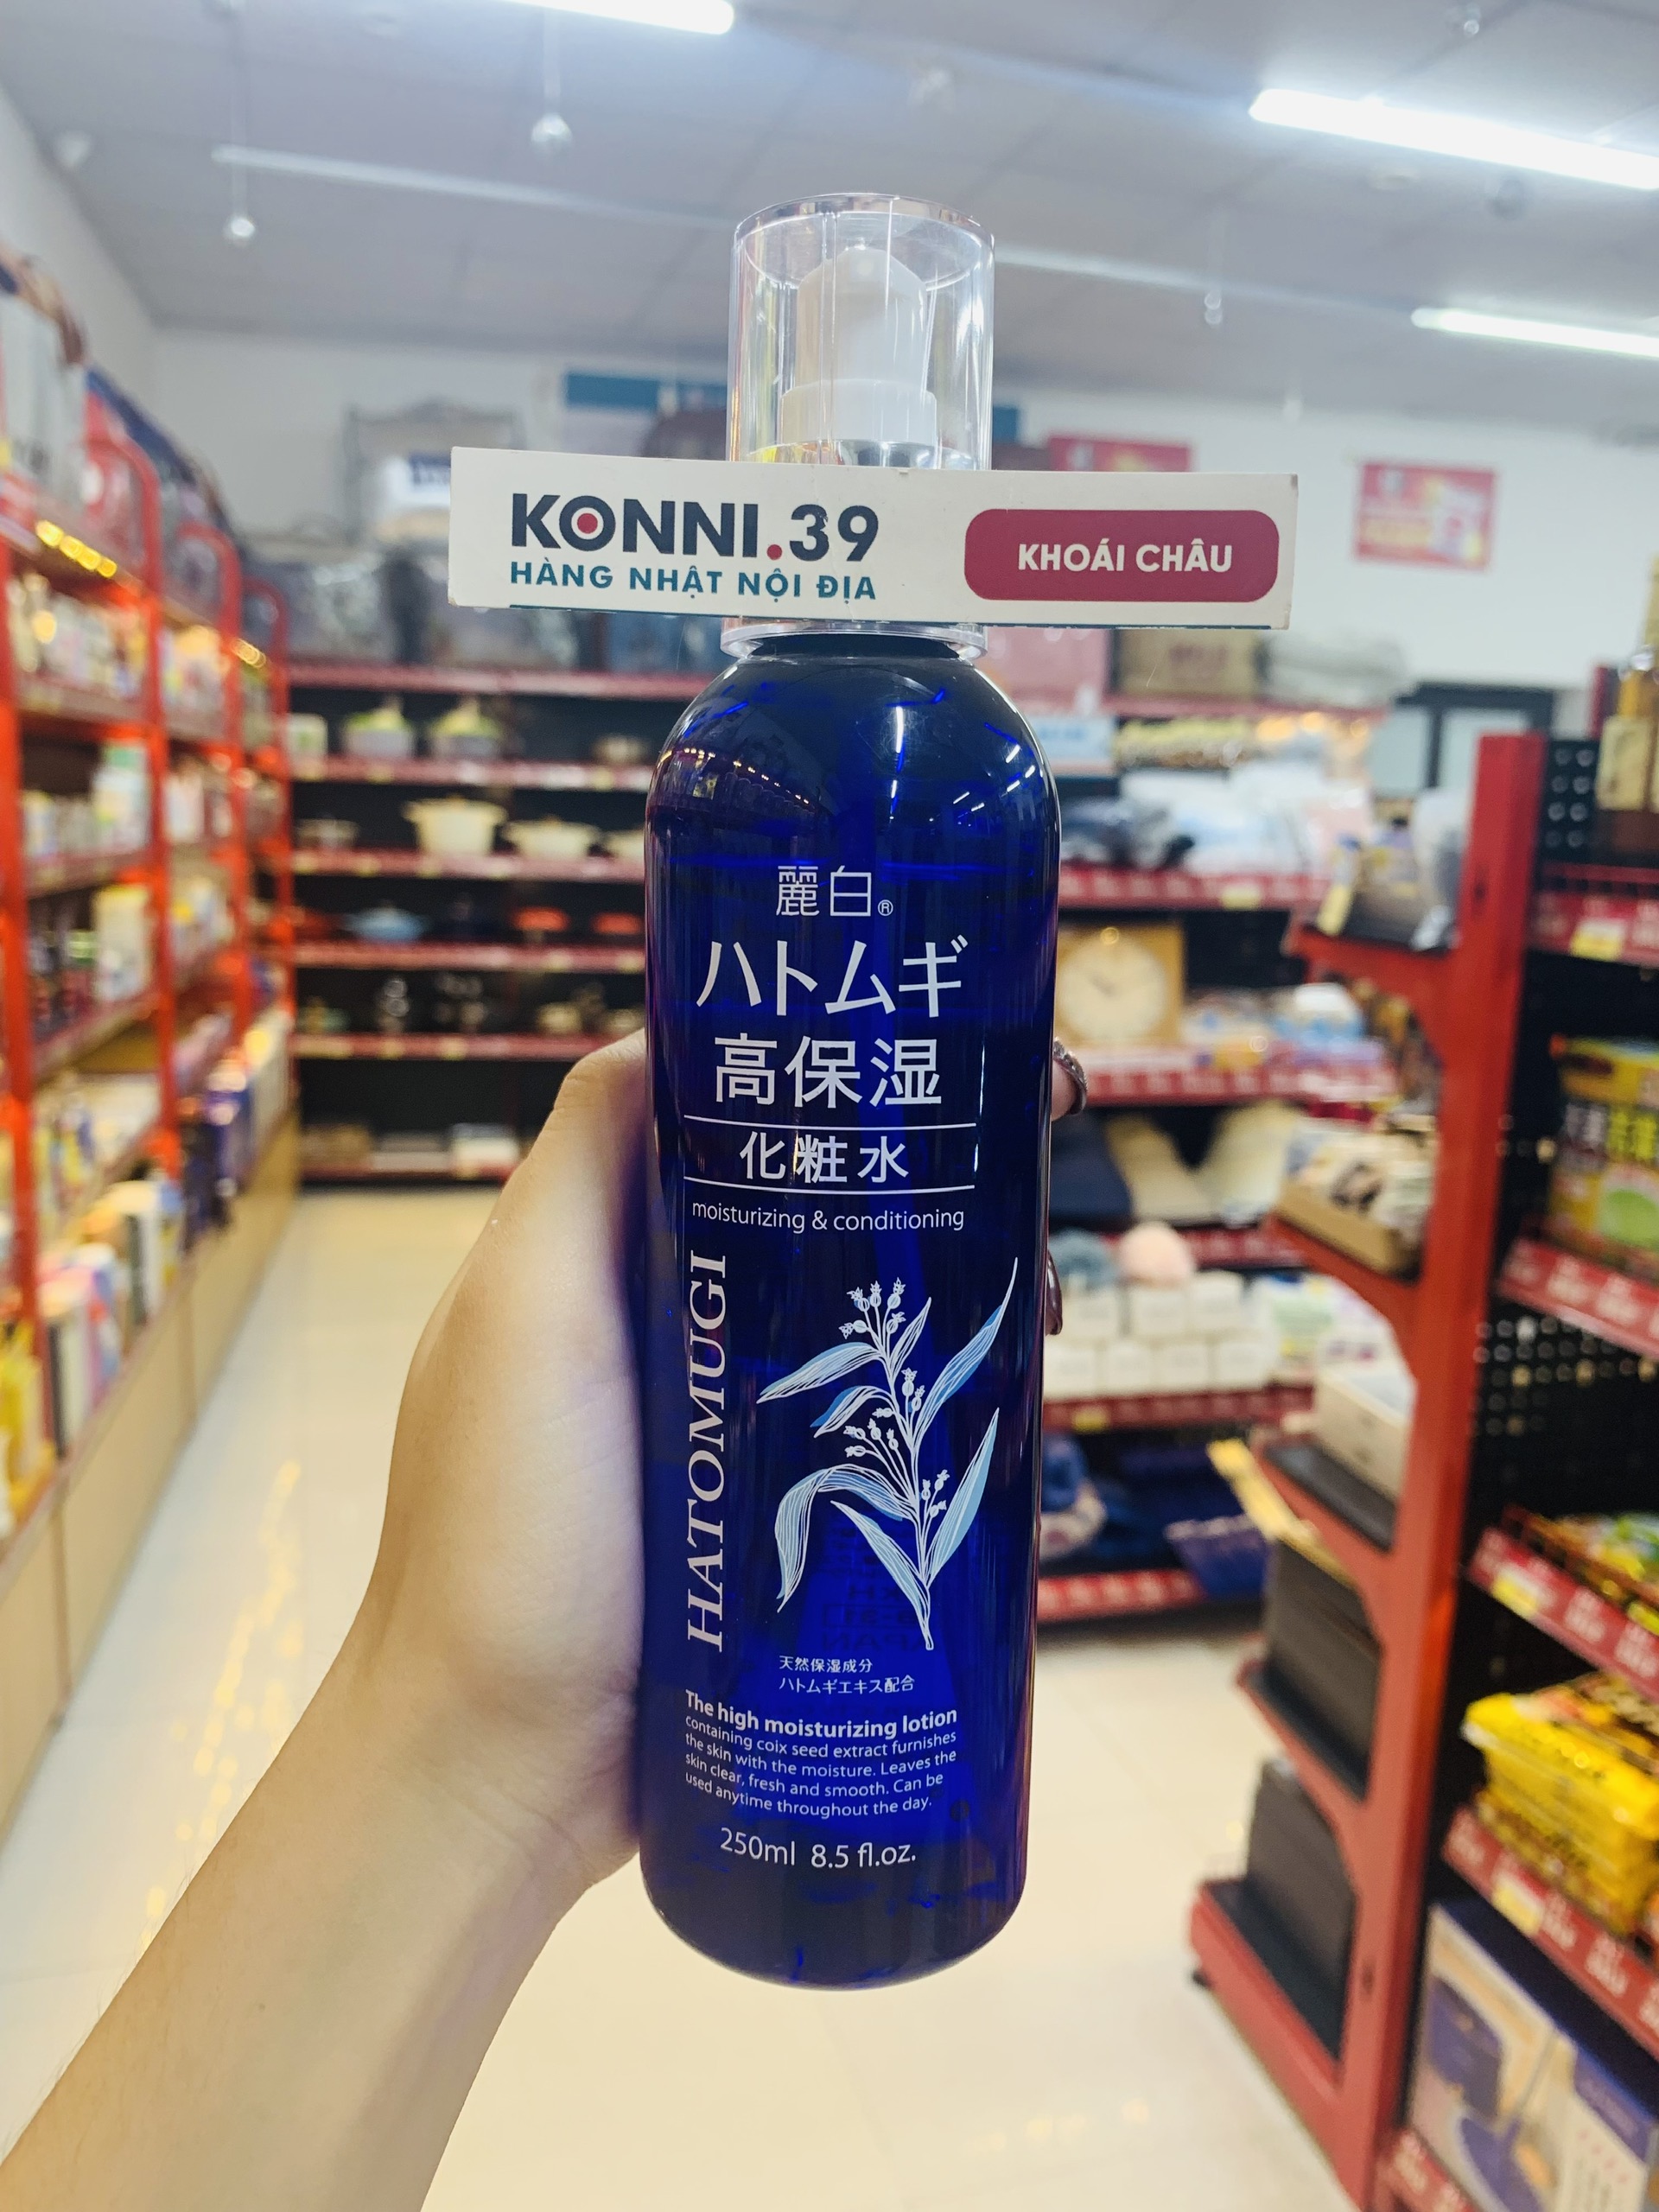 KONNI.39
HÀNG NHẬT NỘI ĐỊA
KHOÁI CHÂU
麗白®
ハトムギ
高保湿
化粧水
moisturizing & conditioning
HATOMUGI
天然保湿成分
ハトムギエキス配合
The high moisturizing lotion
containing coix seed extract furnishes
the skin with the moisture. Leaves the
skin clear, fresh and smooth. Can be
used anytime throughout the day.
250ml 8.5 fl.oz.